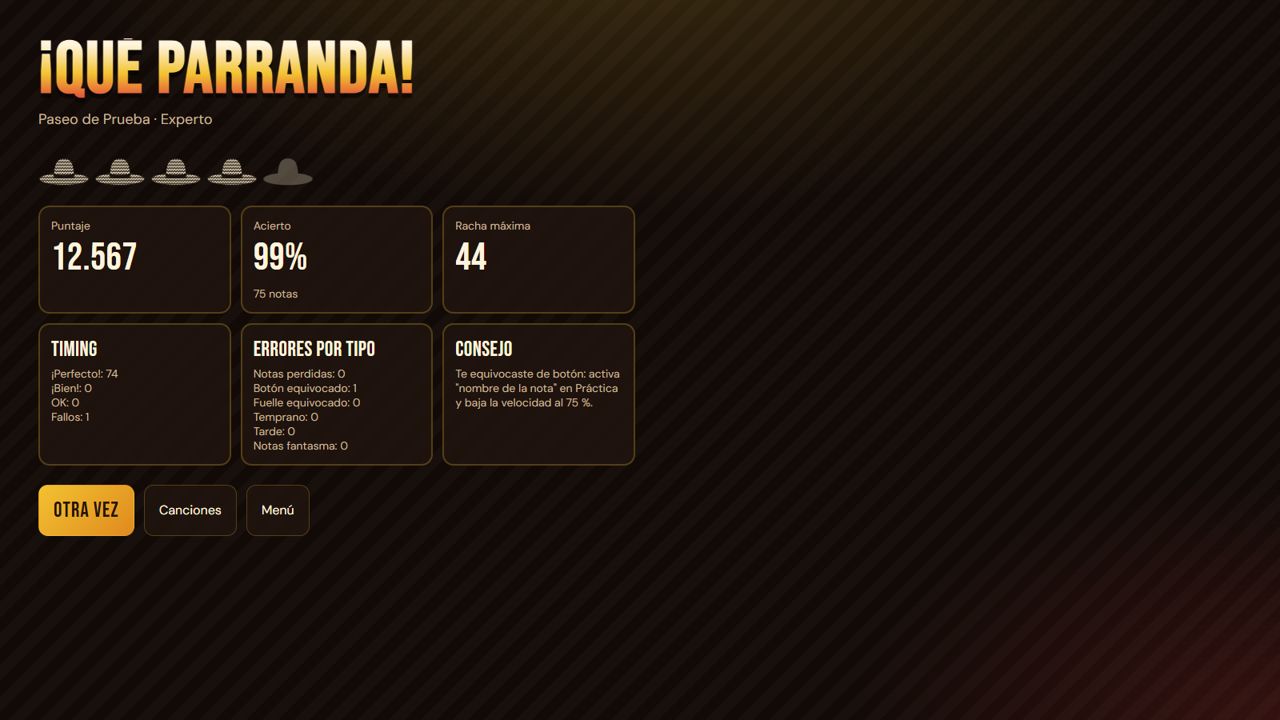 ¡QUÉ PARRANDA!
Paseo de Prueba · Experto
Puntaje
12.567
Acierto
99%
75 notas
Racha máxima
44
TIMING
¡Perfecto!: 74
¡Bien!: 0
OK: 0
Fallos: 1
ERRORES POR TIPO
Notas perdidas: 0
Botón equivocado: 1
Fuelle equivocado: 0
Temprano: 0
Tarde: 0
Notas fantasma: 0
CONSEJO
Te equivocaste de botón: activa
"nombre de la nota" en Práctica
y baja la velocidad al 75 %.
OTRA VEZ
Canciones
Menú